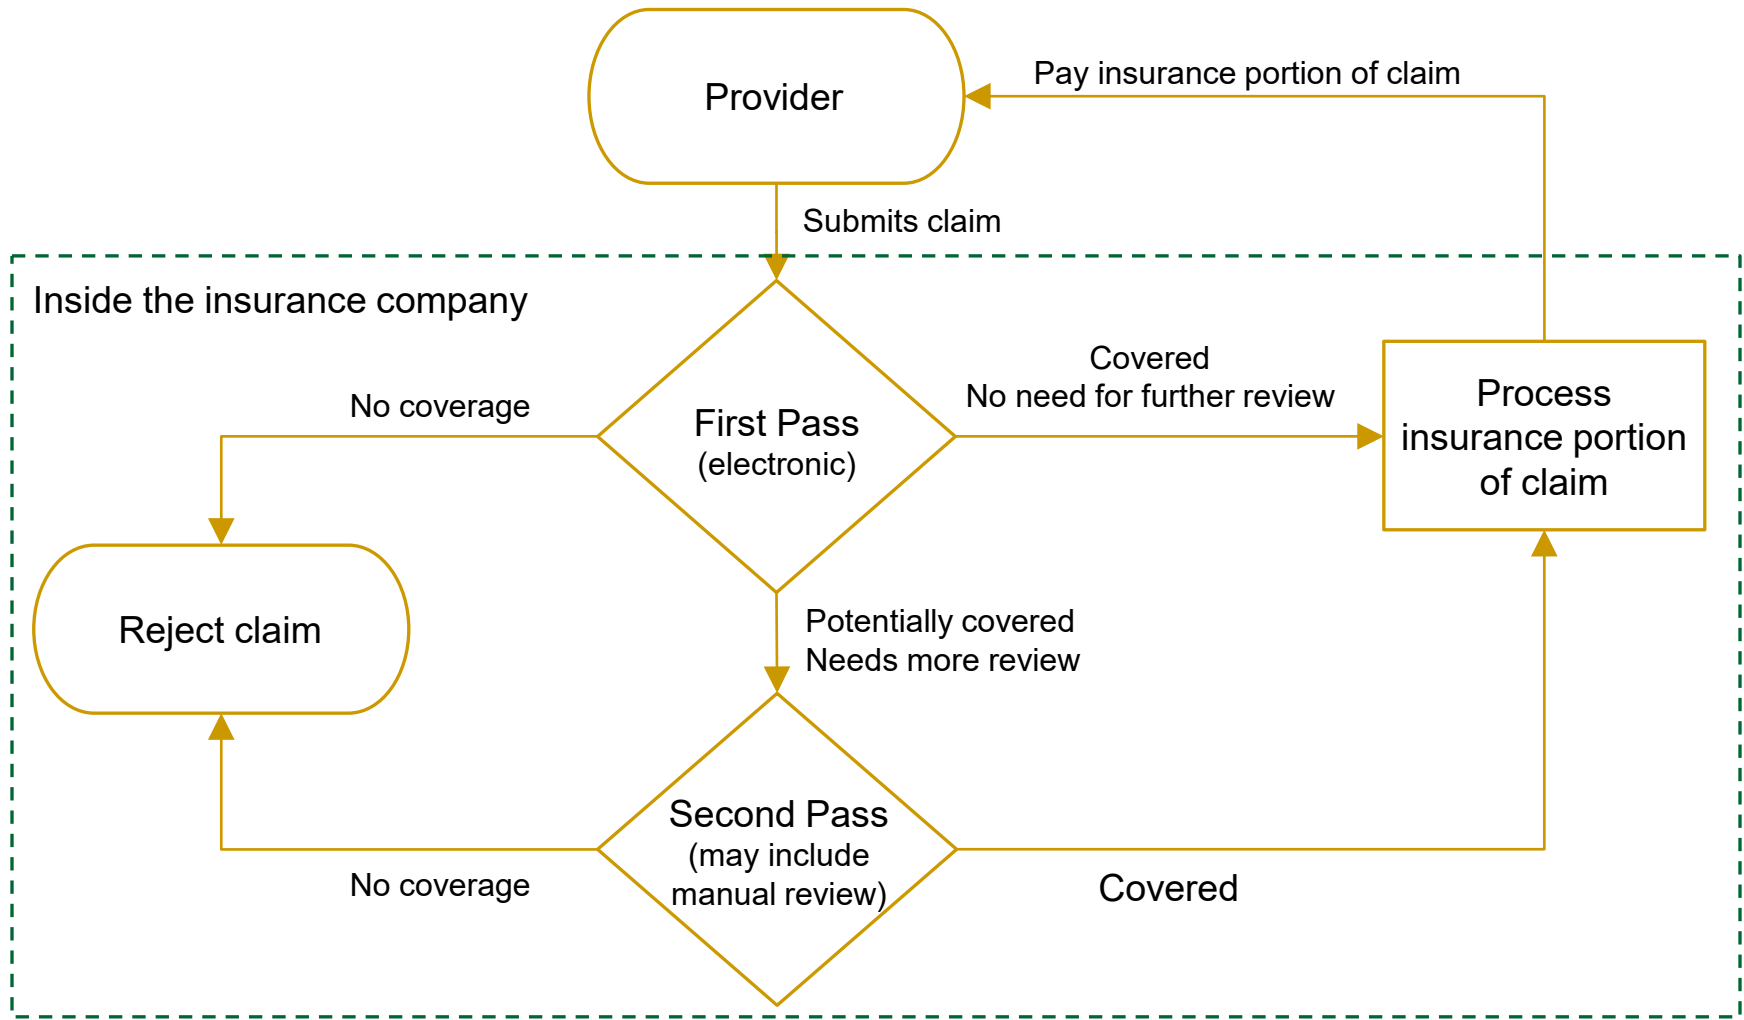 Provider
Pay insurance portion of claim
Submits claim
Inside the insurance company
No coverage
First Pass
(electronic)
Covered
No need for further review
Process
insurance portion
of claim
Reject claim
Potentially covered
Needs more review
Second Pass
(may include
manual review)
No coverage
Covered